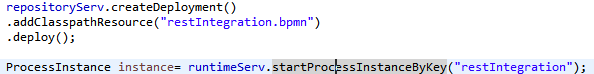 repositoryServ.createDeployment()
.addClasspathResource("restIntegration.bpmn")
.deploy();
ProcessInstance instance= runtimeServ.startProcessInstanceByKey("restIntegration");